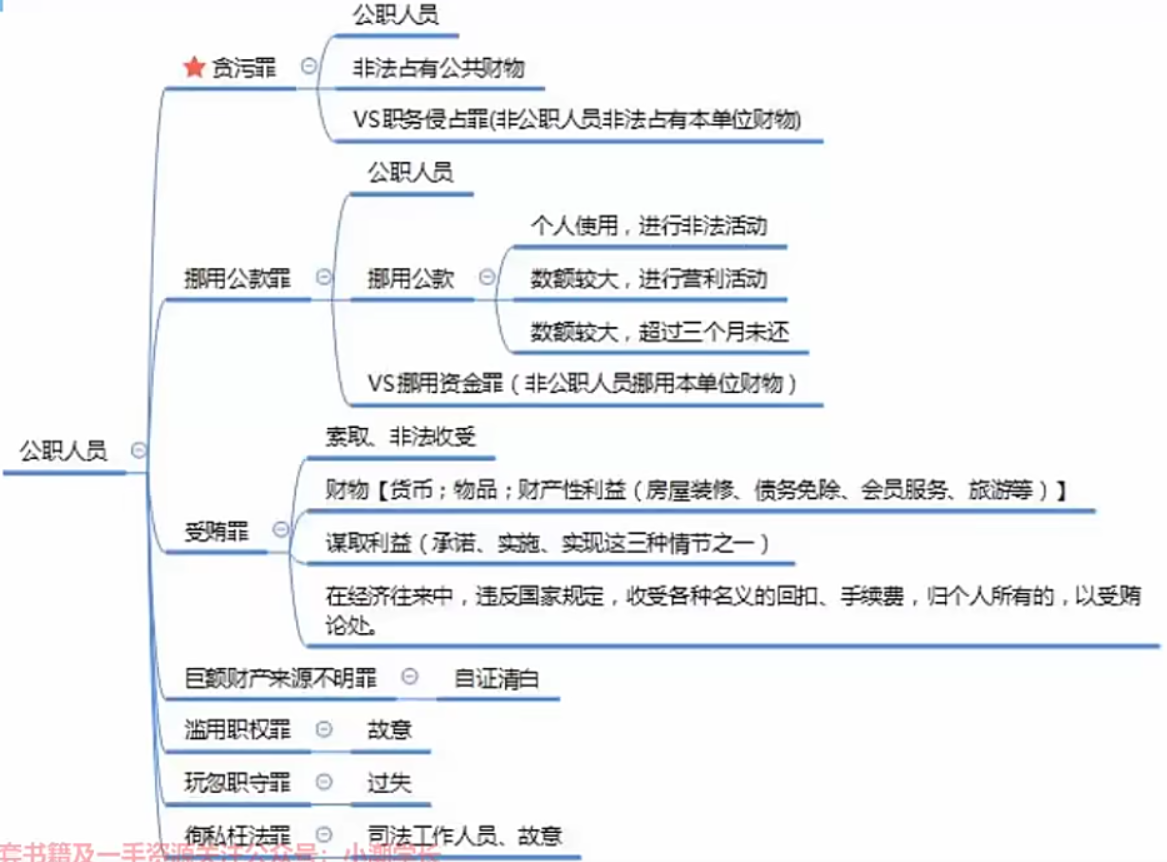 公职人员
★ 贪污罪
非法占有公共财物
VS职务侵占罪(非公职人员非法占有本单位财物)
公职人员
个人使用，进行非法活动
挪用公款罪
挪用公款
数额较大，进行营利活动
数额较大，超过三个月未还
VS挪用资金罪（非公职人员挪用本单位财物）
公职人员
索取、非法收受
财物【货币；物品；财产性利益（房屋装修、债务免除、会员服务、旅游等）】
受贿罪
谋取利益（承诺、实施、实现这三种情节之一）
在经济往来中，违反国家规定，收受各种名义的回扣、手续费，归个人所有的，以受贿
论处。
巨额财产来源不明罪
自证清白
滥用职权罪
故意
玩忽职守罪
过失
徇私枉法罪
司法工作人员、故意
套书籍及一手资源关注公众号：小潮学长